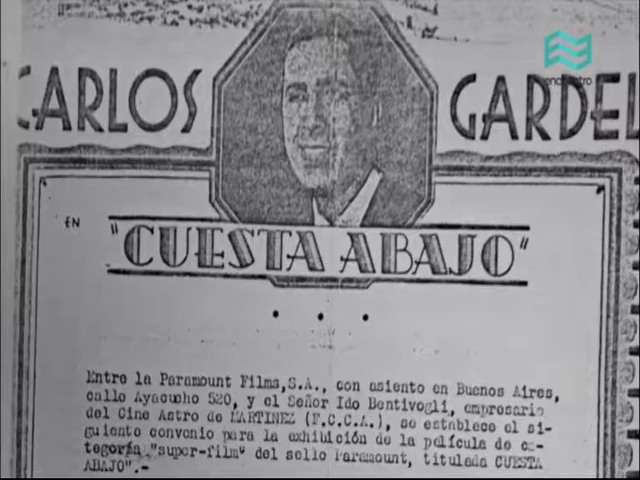 encuentro
CARLOS GARDEL
EN
"CUESTA ABAJO"
Entre la Paramount Films, S.A., con asiento en Buenos Aires,
calle Ayacucho 520, y el Señor Ido Bentivogli, empresario
del Cine Astro de MARTINEZ (F.C.C.A.), se establece el si-
guiente convenio para la exhibición de la película de ca-
tegoría "super-film" del sello Paramount, titulada CUESTA
ABAJO".-